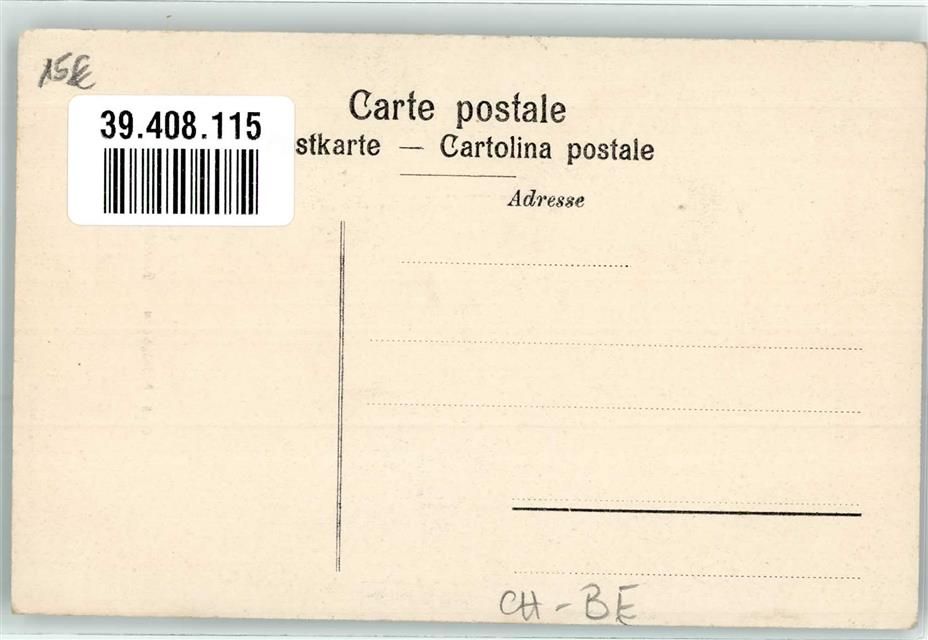 15€
39.408.115
Carte postale
stkarte — Cartolina postale
Adresse
CH - BE